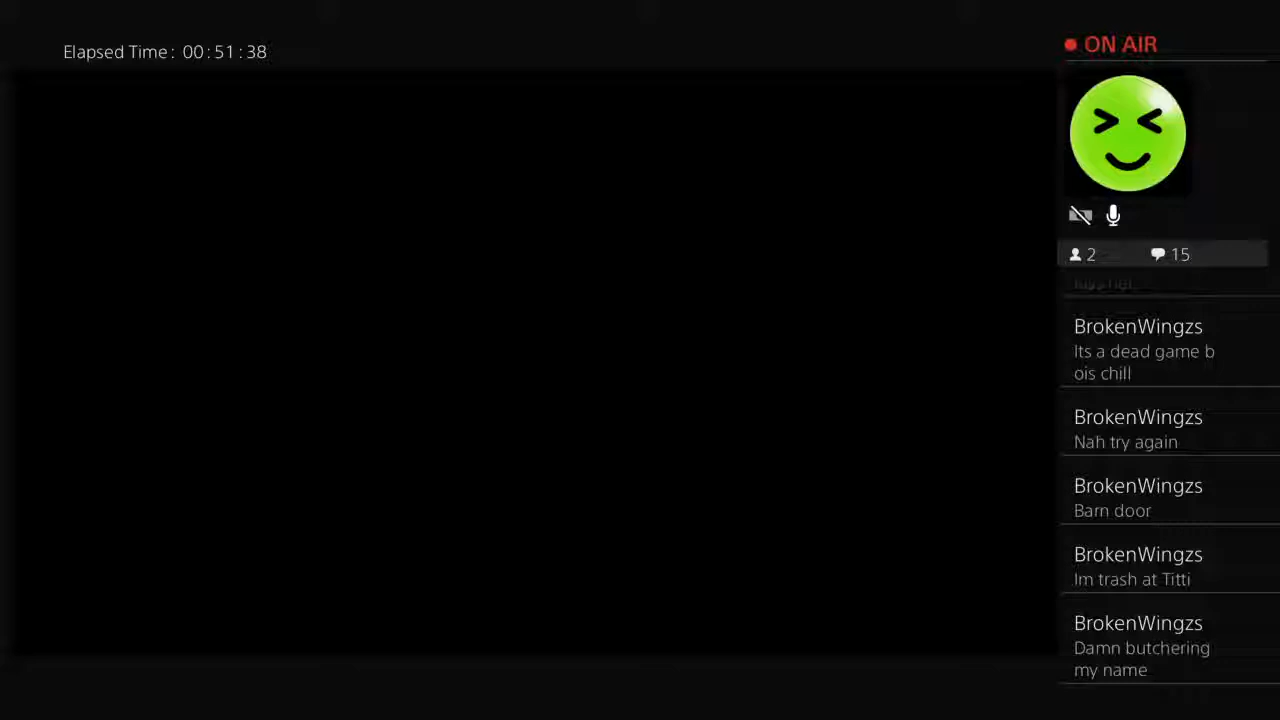 Elapsed Time: 00:51:38
ON AIR
2 15
BrokenWingzs
Its a dead game b
ois chill
BrokenWingzs
Nah try again
BrokenWingzs
Barn door
BrokenWingzs
Im trash at Titti
BrokenWingzs
Damn butchering
my name